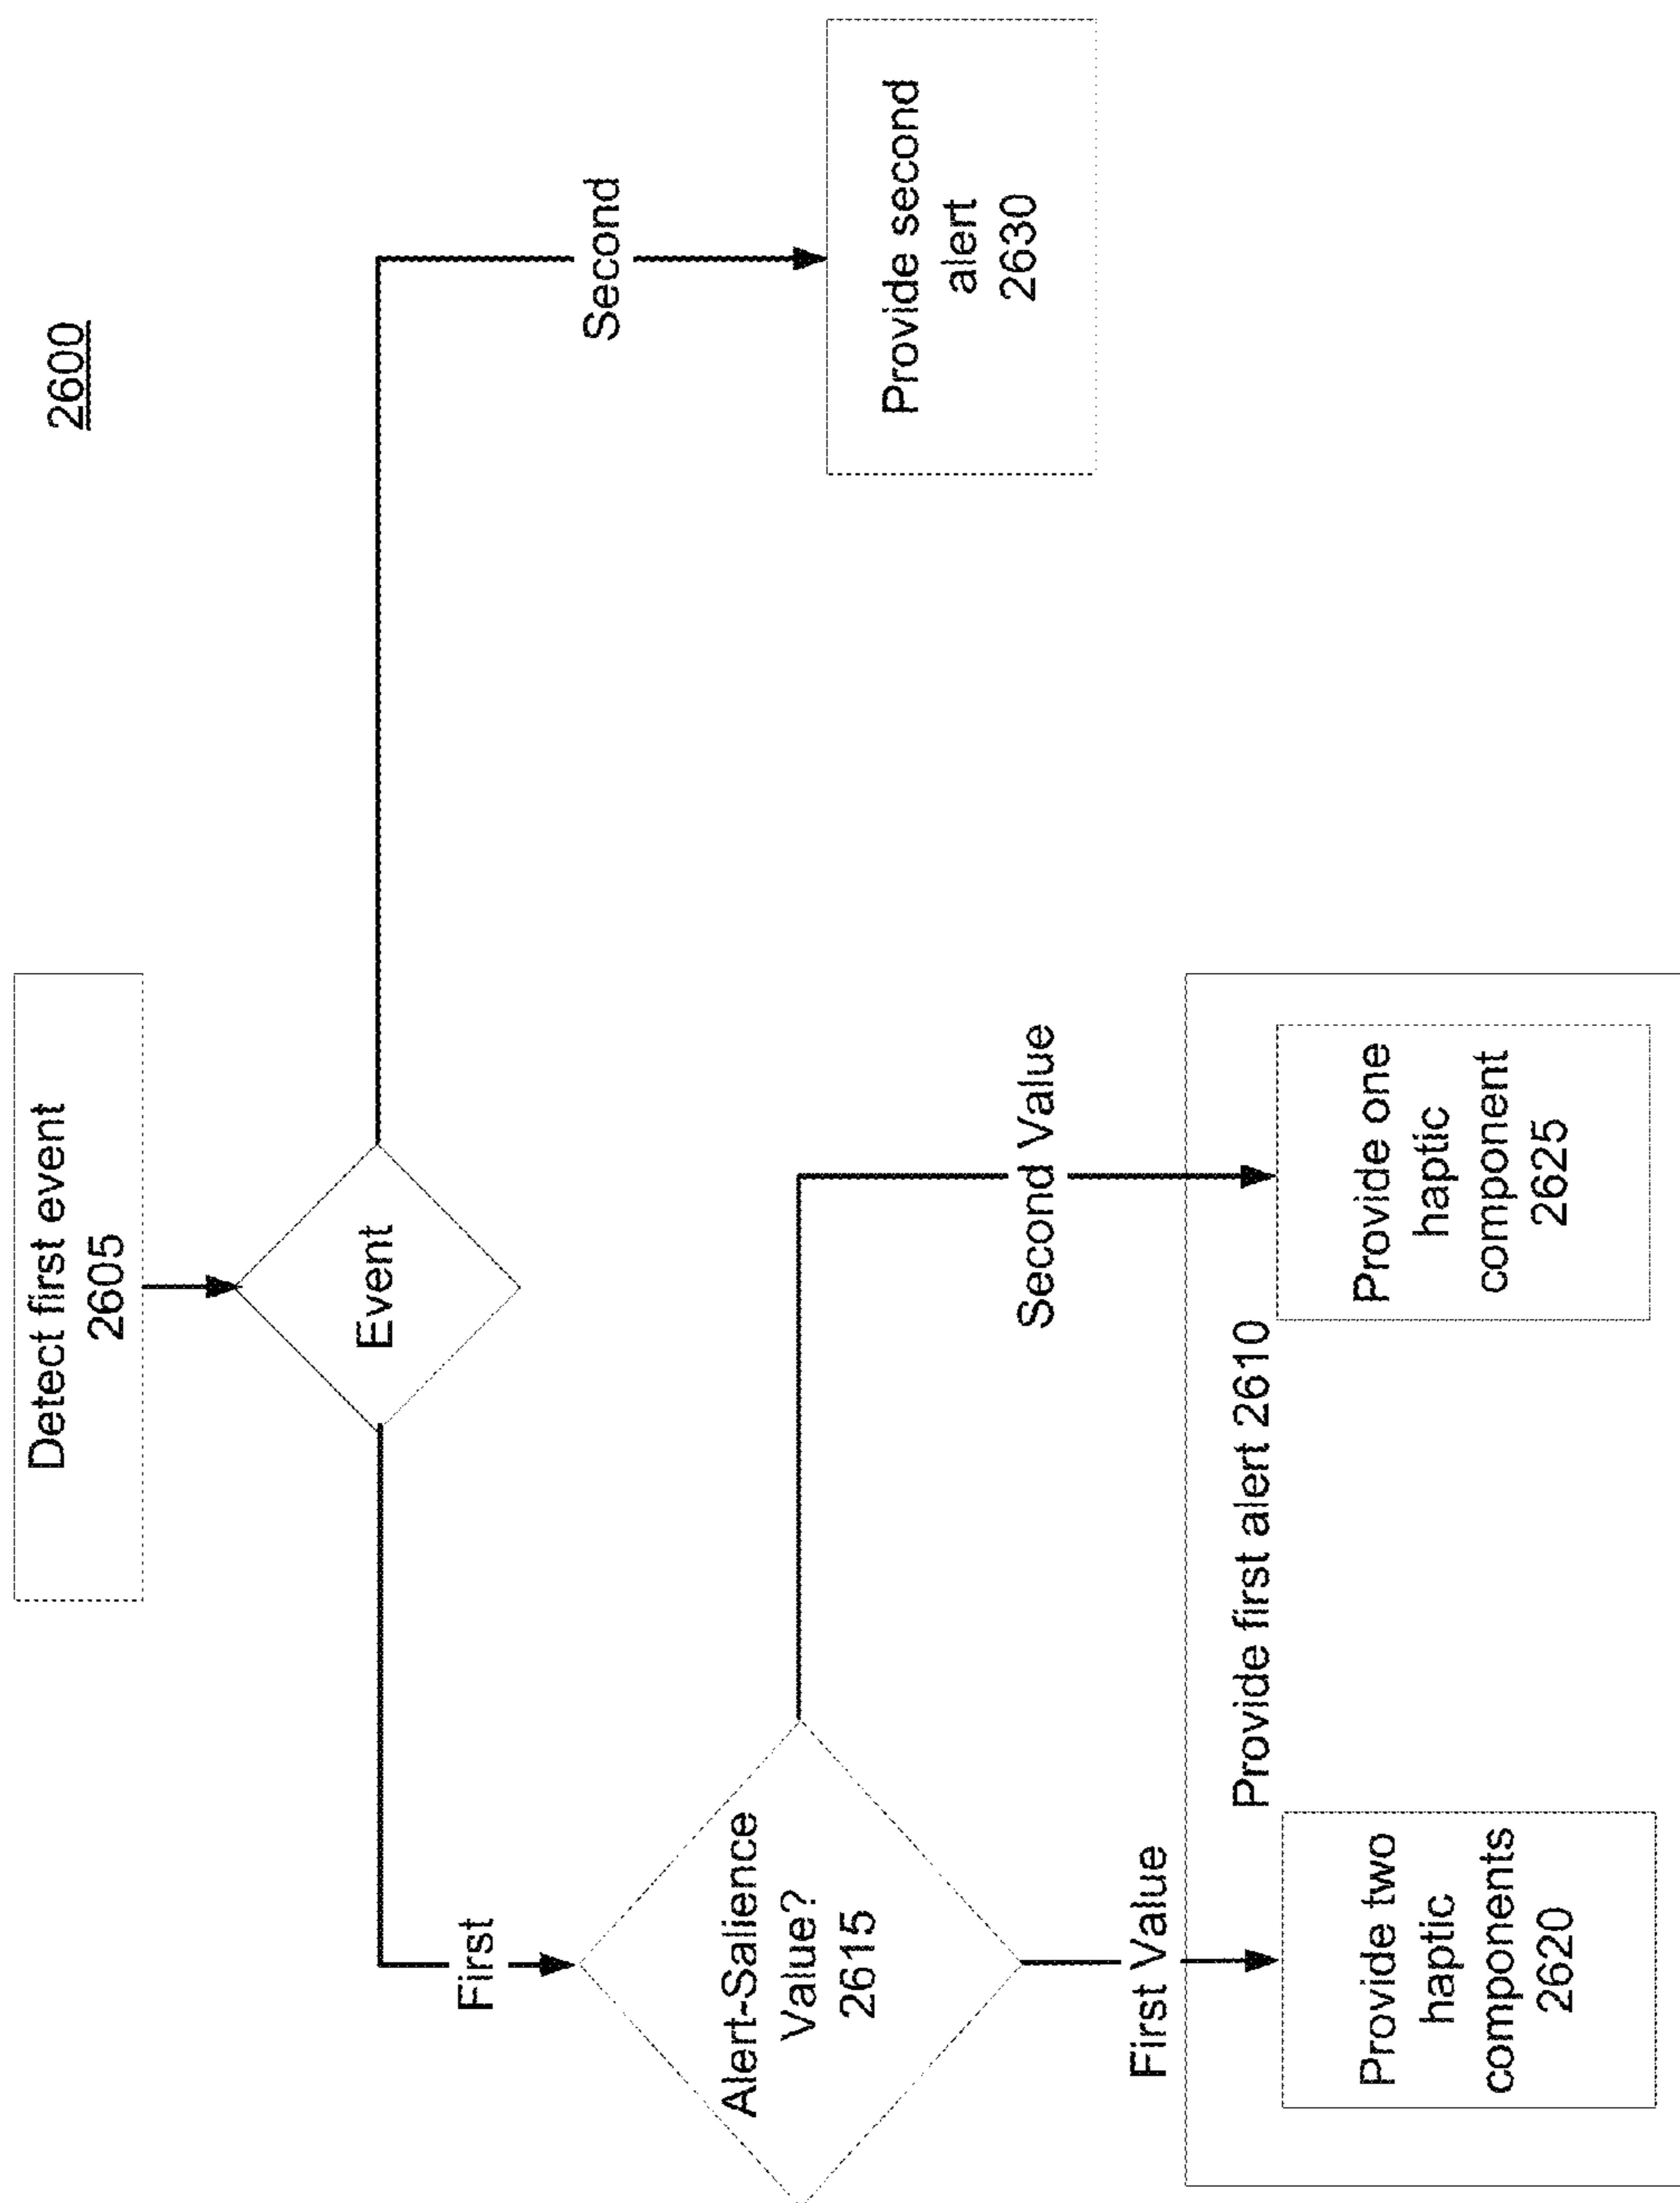 2600
Detect first event
2605
Event
First
Second
Alert-Salience
Value?
2615
Provide second
alert
2630
First Value
Second Value
Provide first alert 2610
Provide two
haptic
components
2620
Provide one
haptic
component
2625